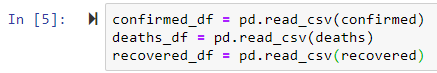 In [5]: confirmed_df = pd.read_csv(confirmed)
deaths_df = pd.read_csv(deaths)
recovered_df = pd.read_csv(recovered)